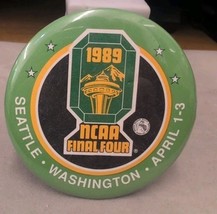 1989
NCAA
FINAL FOUR
SEATTLE • WASHINGTON • APRIL 1-3